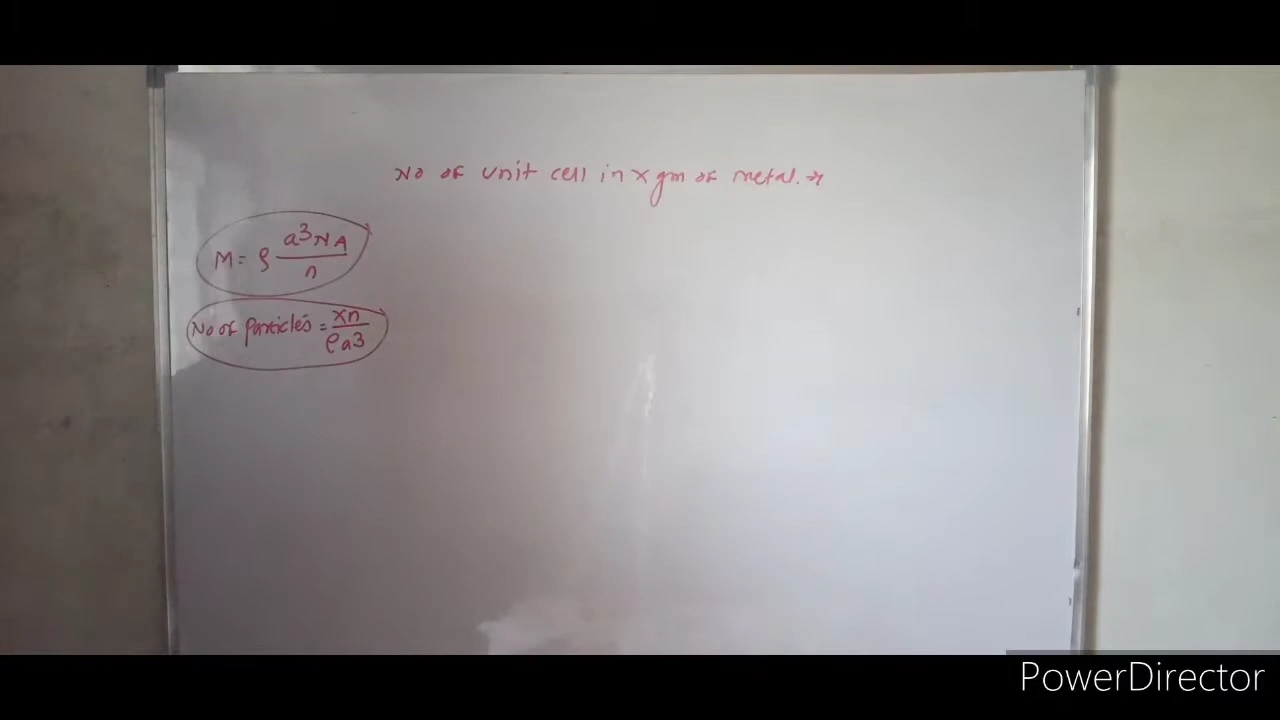 No of unit cell in x gm of metal. →
M = ρ a³NA / n
No of particles = xn / ρa³
PowerDirector